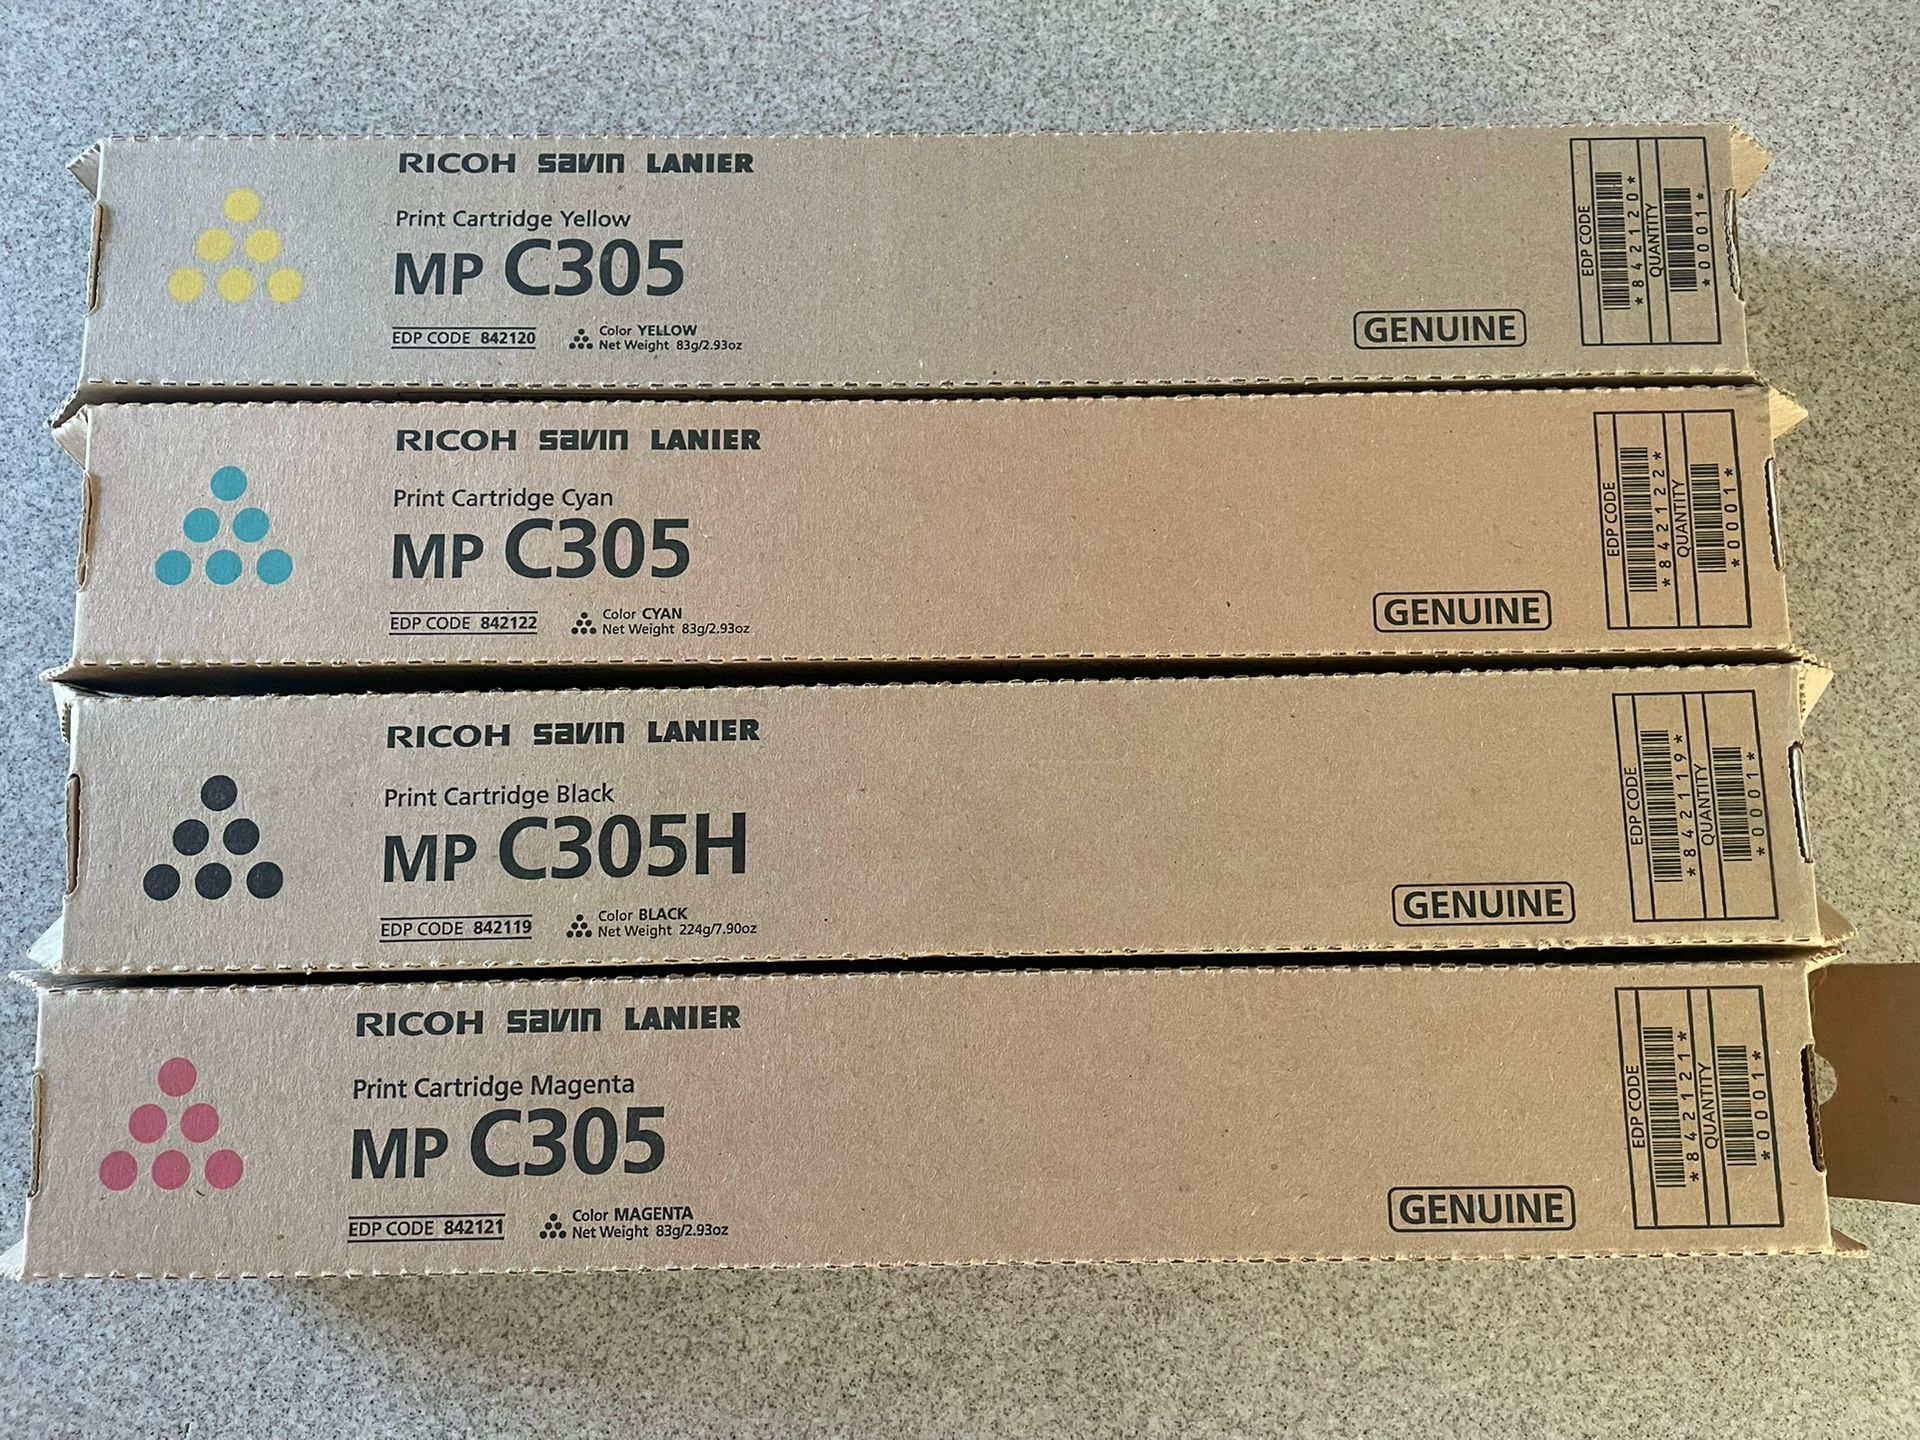 RICOH savin LANIER
Print Cartridge Yellow
MP C305
EDP CODE 842120
Color YELLOW
Net Weight 83g/2.93oz
GENUINE
EDP CODE
*842120*
QUANTITY
*0001*
RICOH savin LANIER
Print Cartridge Cyan
MP C305
EDP CODE 842122
Color CYAN
Net Weight 83g/2.93oz
GENUINE
EDP CODE
*842122*
QUANTITY
*0001*
RICOH savin LANIER
Print Cartridge Black
MP C305H
EDP CODE 842119
Color BLACK
Net Weight 224g/7.90oz
GENUINE
EDP CODE
*842119*
QUANTITY
*0001*
RICOH savin LANIER
Print Cartridge Magenta
MP C305
EDP CODE 842121
Color MAGENTA
Net Weight 83g/2.93oz
GENUINE
EDP CODE
*842121*
QUANTITY
*0001*